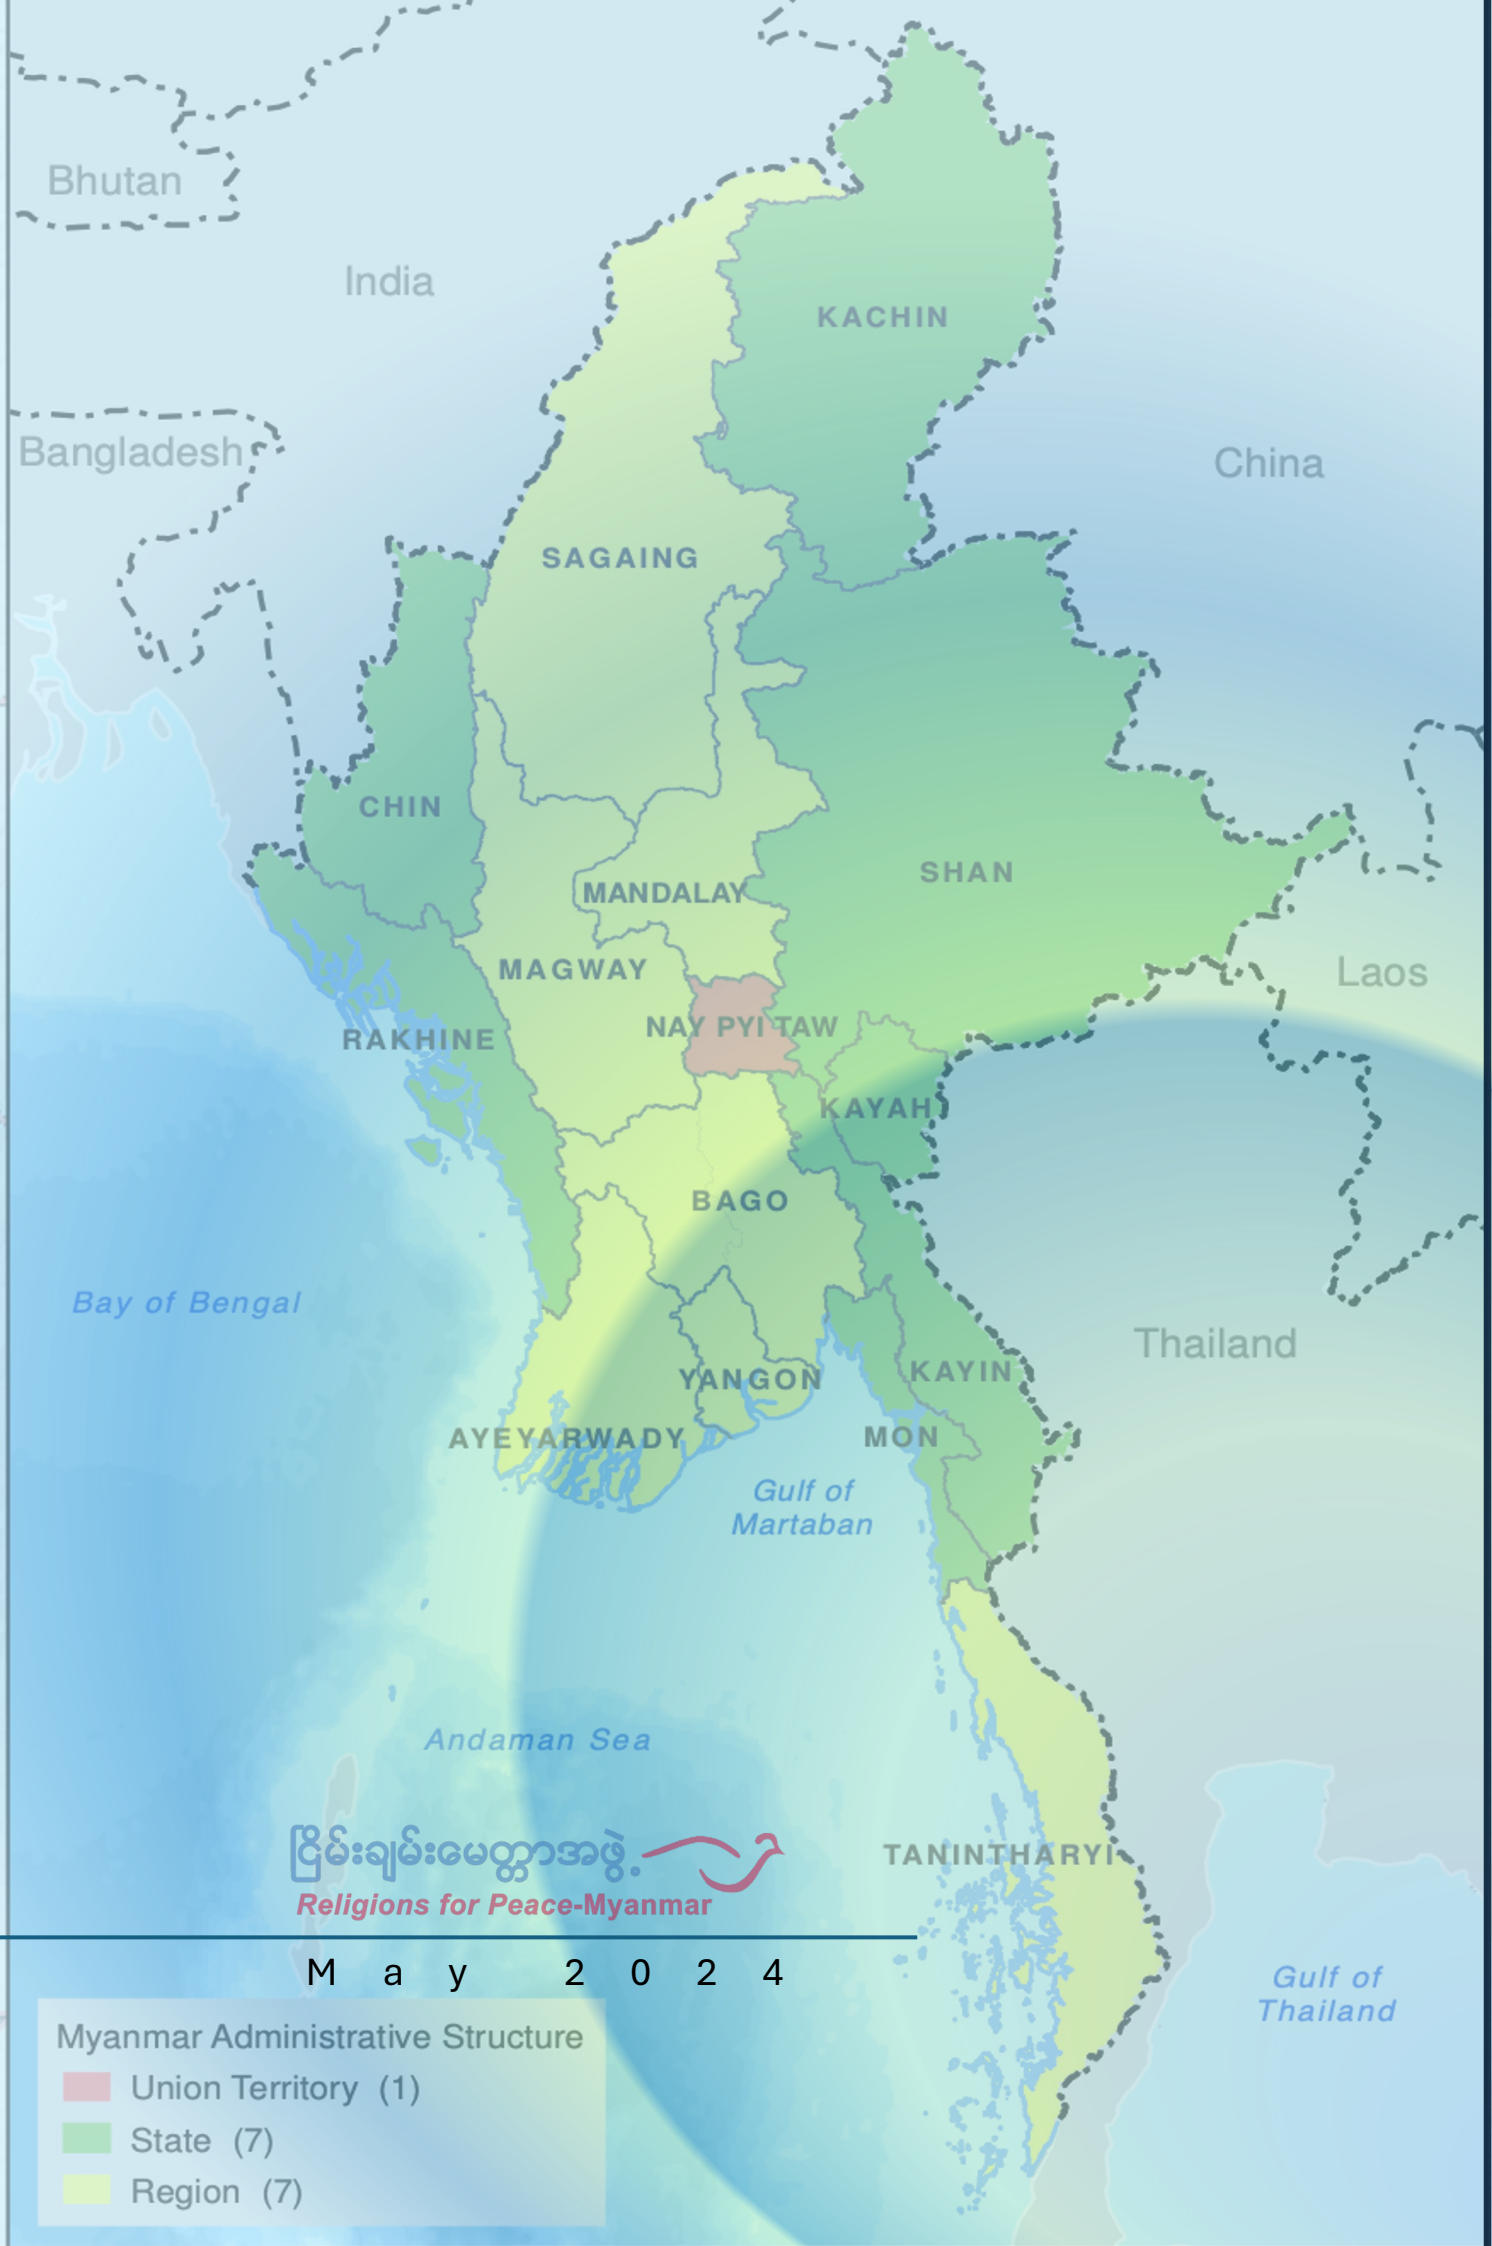 Bhutan
India
KACHIN
Bangladesh
China
SAGAING
CHIN
SHAN
MANDALAY
MAGWAY
Laos
NAY PYI TAW
RAKHINE
KAYAH
BAGO
Bay of Bengal
Thailand
KAYIN
YANGON
AYEYARWADY
MON
Gulf of
Martaban
Andaman Sea
ငြိမ်းချမ်းမေတ္တာအဖွဲ့
TANINTHARYI
Religions for Peace-Myanmar
May 2024
Gulf of
Thailand
Myanmar Administrative Structure
Union Territory (1)
State (7)
Region (7)